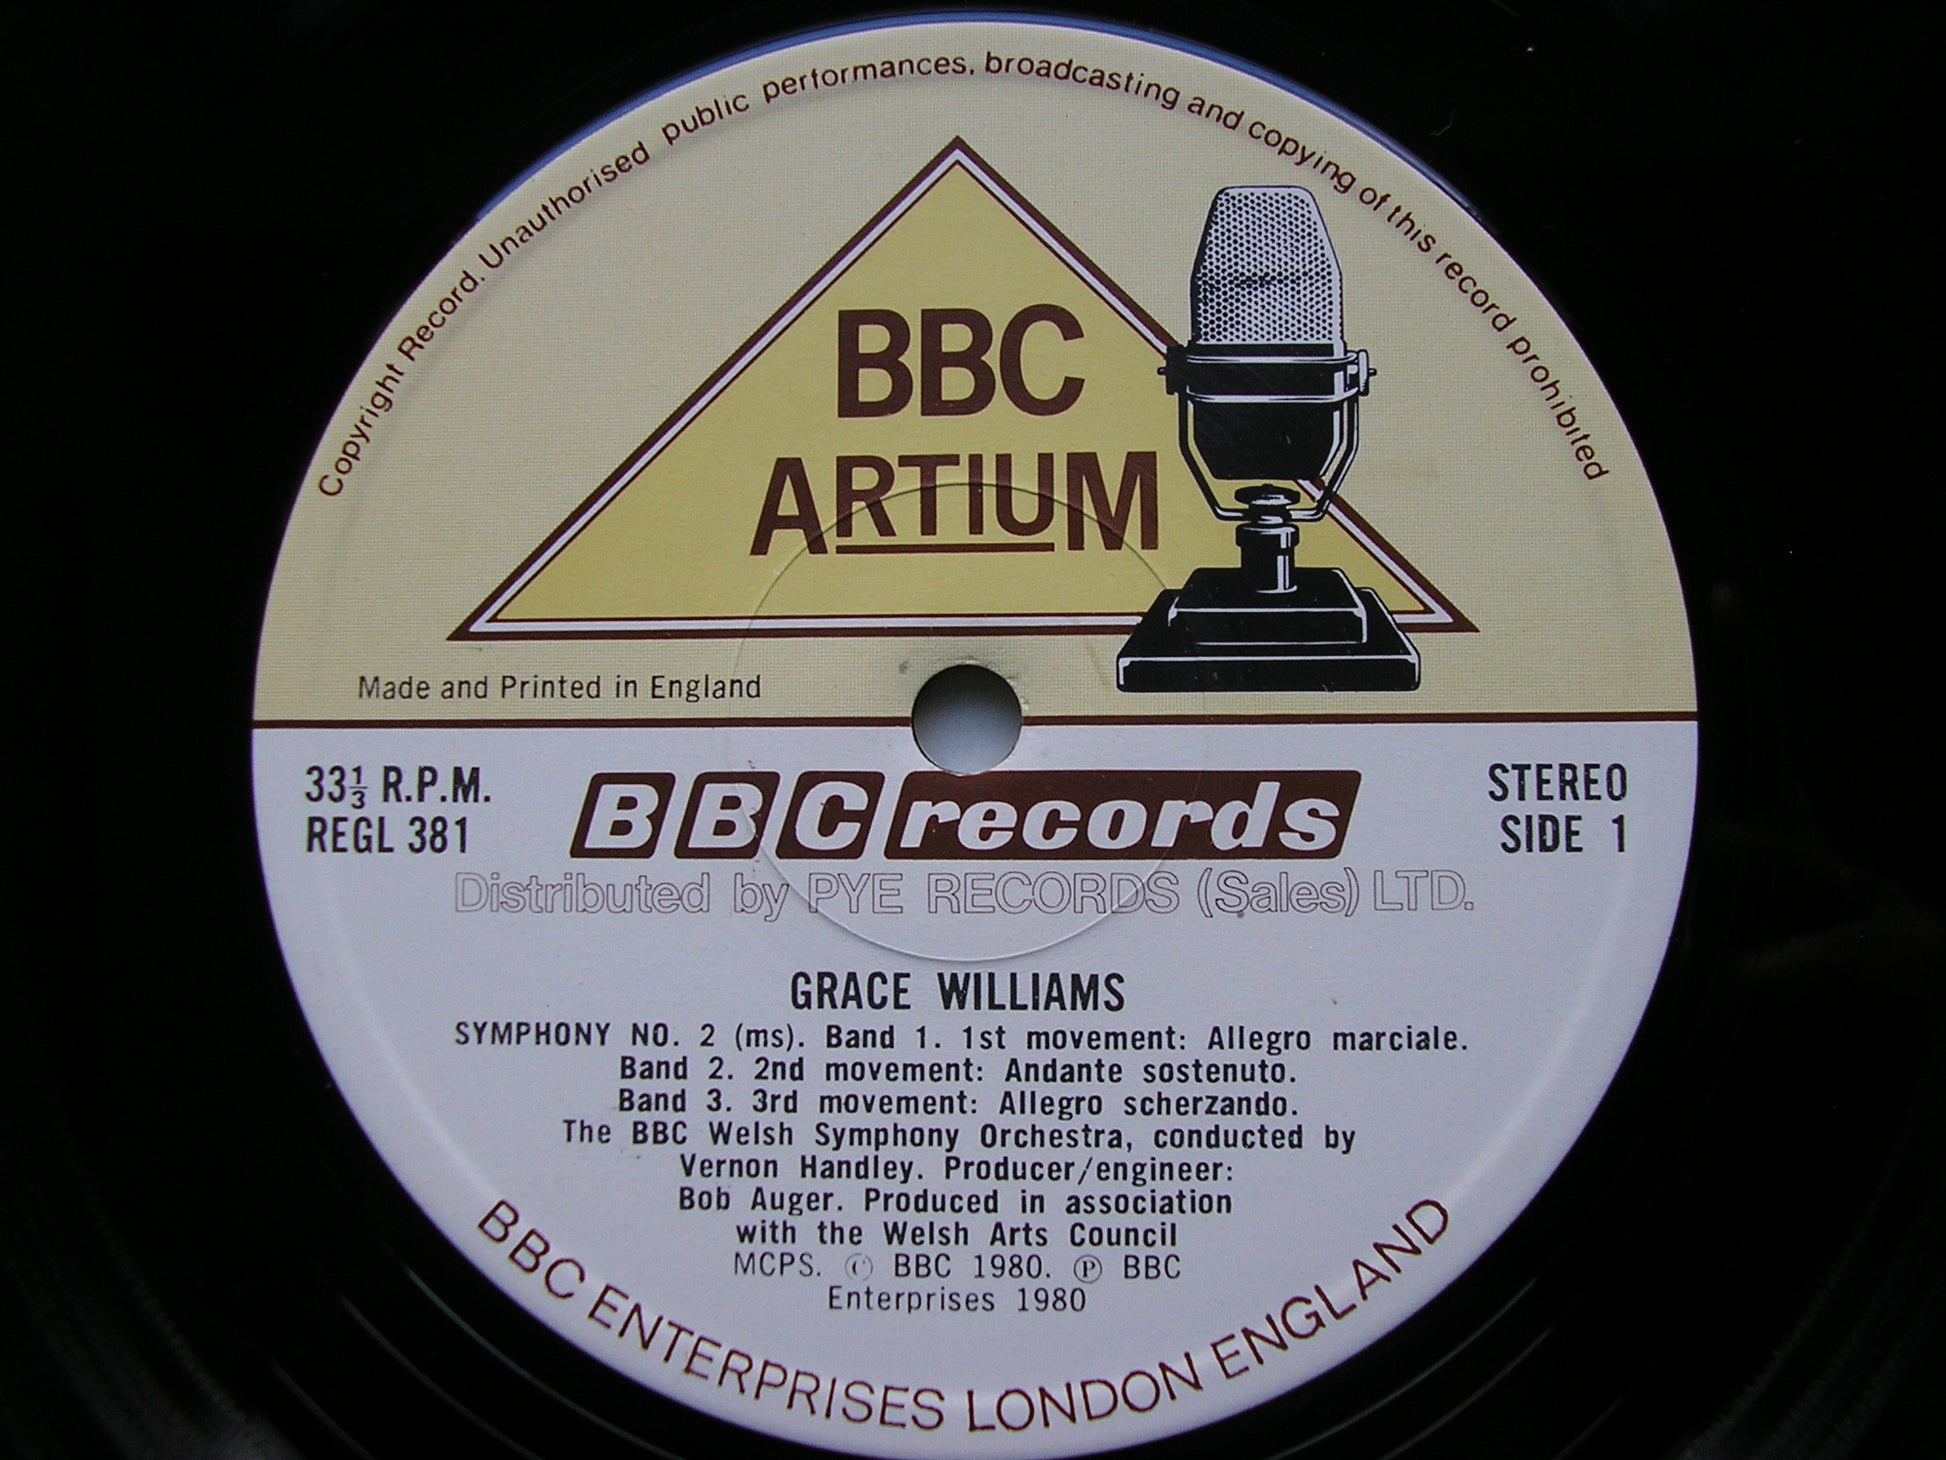 Copyright Record. Unauthorised public performances, broadcasting and copying of this record prohibited
BBC
ARTIUM
Made and Printed in England
33⅓ R.P.M.
REGL 381
BBC records
STEREO
SIDE 1
Distributed by PYE RECORDS (Sales) LTD.
GRACE WILLIAMS
SYMPHONY NO. 2 (ms). Band 1. 1st movement: Allegro marciale.
Band 2. 2nd movement: Andante sostenuto.
Band 3. 3rd movement: Allegro scherzando.
The BBC Welsh Symphony Orchestra, conducted by
Vernon Handley. Producer/engineer:
Bob Auger. Produced in association
with the Welsh Arts Council
MCPS. © BBC 1980. ℗ BBC
Enterprises 1980
BBC ENTERPRISES LONDON ENGLAND